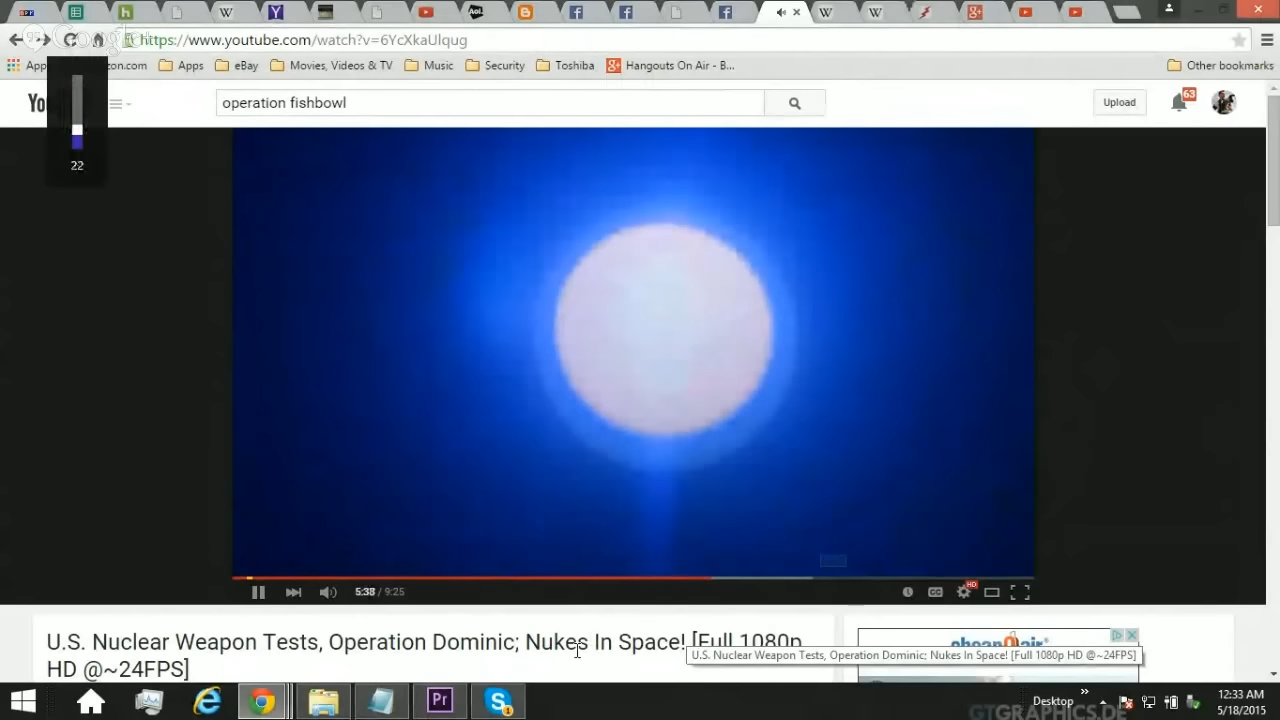 https://www.youtube.com/watch?v=6YcXkaUlqug
Apps
eBay
Movies, Videos & TV
Music
Security
Toshiba
Hangouts On Air - B...
Other bookmarks
operation fishbowl
Upload
63
22
5:38 / 9:25
CC
HD
U.S. Nuclear Weapon Tests, Operation Dominic; Nukes In Space! [Full 1080p
HD @~24FPS]
U.S. Nuclear Weapon Tests, Operation Dominic; Nukes In Space! [Full 1080p HD @~24FPS]
Desktop
12:33 AM
5/18/2015
GTGRAPHICS.DE